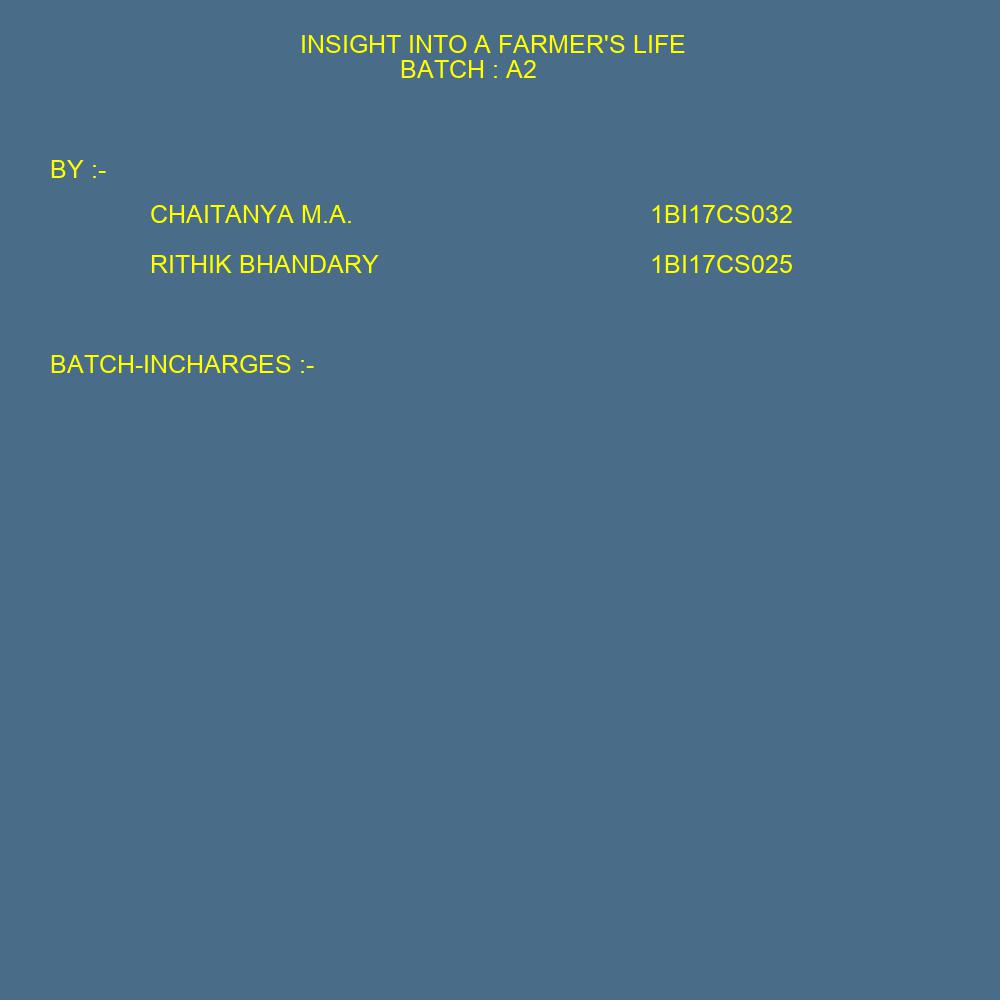 INSIGHT INTO A FARMER'S LIFE
BATCH : A2
BY :-
CHAITANYA M.A. 1BI17CS032
RITHIK BHANDARY 1BI17CS025
BATCH-INCHARGES :-